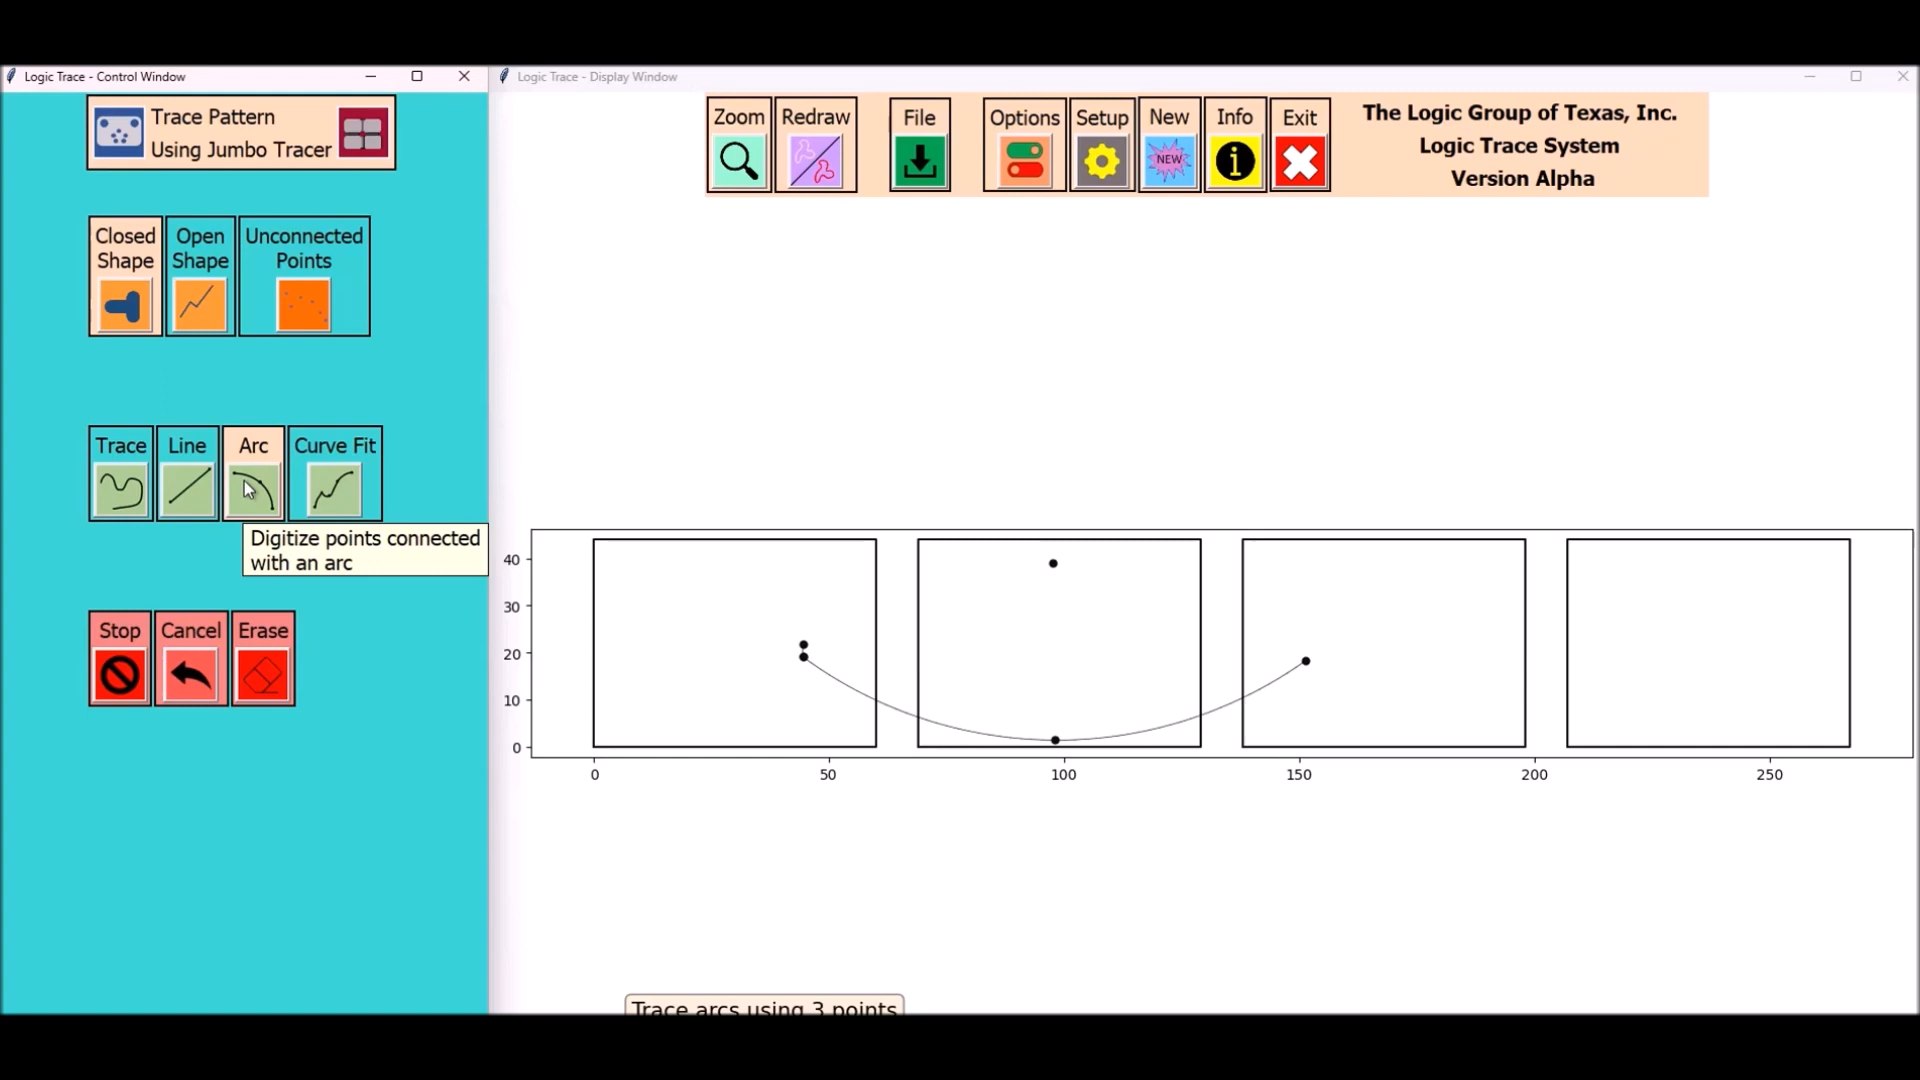 Logic Trace - Control Window
Logic Trace - Display Window
Trace Pattern
Using Jumbo Tracer
Closed Shape
Open Shape
Unconnected Points
Trace
Line
Arc
Curve Fit
Digitize points connected
with an arc
Stop
Cancel
Erase
Zoom
Redraw
File
Options
Setup
New
NEW
Info
Exit
The Logic Group of Texas, Inc.
Logic Trace System
Version Alpha
40
30
20
10
0
0 50 100 150 200 250
Trace arcs using 3 points